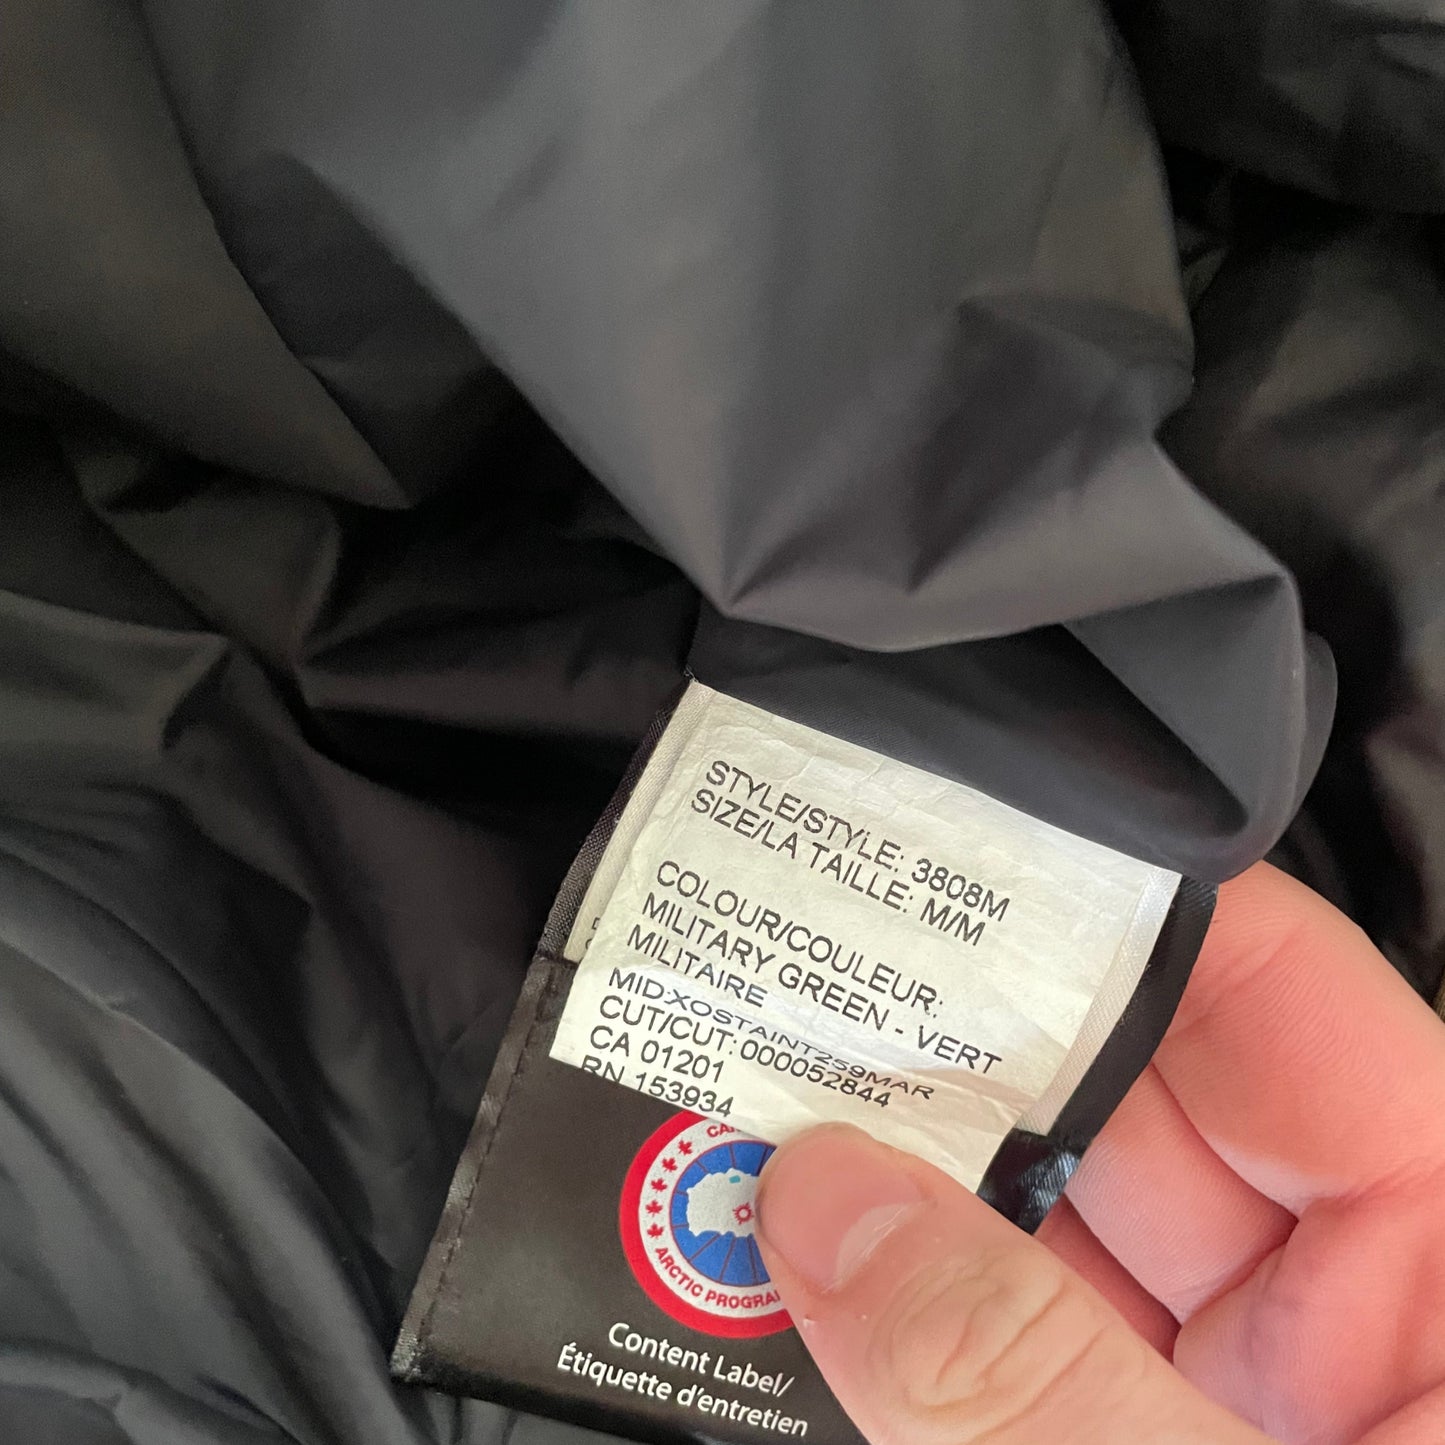 STYLE/STYLE: 3808M
SIZE/LA TAILLE: M/M
COLOUR/COULEUR:
MILITARY GREEN - VERT
MILITAIRE
MID:XOSTAINT259MAR
CUT/CUT: 000052844
CA 01201
RN 153934
ARCTIC
Content Label/
Étiquette d'entretien